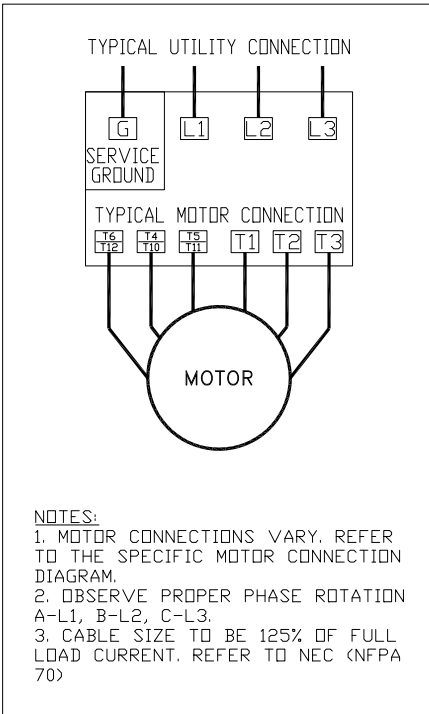 TYPICAL UTILITY CONNECTION
G L1 L2 L3
SERVICE
GROUND
TYPICAL MOTOR CONNECTION
T6 T4 T5 T1 T2 T3
T12 T10 T11
MOTOR
NOTES:
1. MOTOR CONNECTIONS VARY. REFER
TO THE SPECIFIC MOTOR CONNECTION
DIAGRAM.
2. OBSERVE PROPER PHASE ROTATION
A-L1, B-L2, C-L3.
3. CABLE SIZE TO BE 125% OF FULL
LOAD CURRENT. REFER TO NEC (NFPA
70)